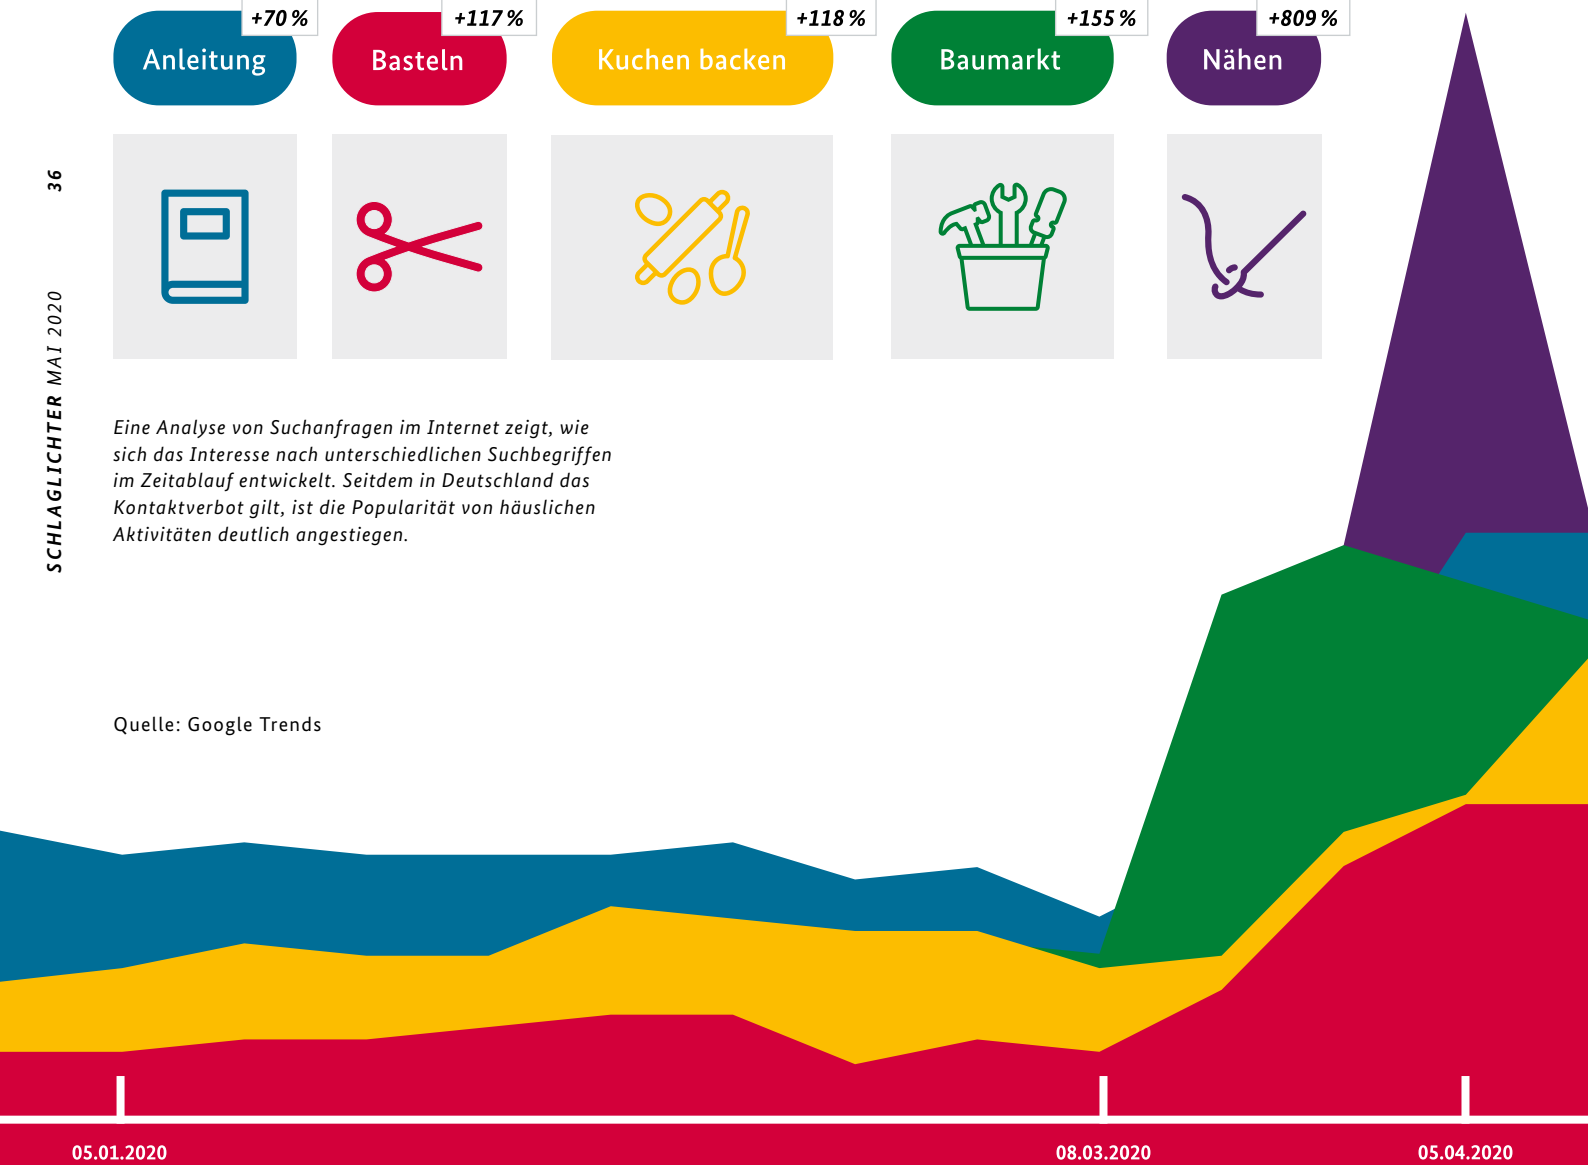 +70 %
Anleitung
+117 %
Basteln
+118 %
Kuchen backen
+155 %
Baumarkt
+809 %
Nähen
36
SCHLAGLICHTER MAI 2020
Eine Analyse von Suchanfragen im Internet zeigt, wie
sich das Interesse nach unterschiedlichen Suchbegriffen
im Zeitablauf entwickelt. Seitdem in Deutschland das
Kontaktverbot gilt, ist die Popularität von häuslichen
Aktivitäten deutlich angestiegen.
Quelle: Google Trends
05.01.2020
08.03.2020
05.04.2020